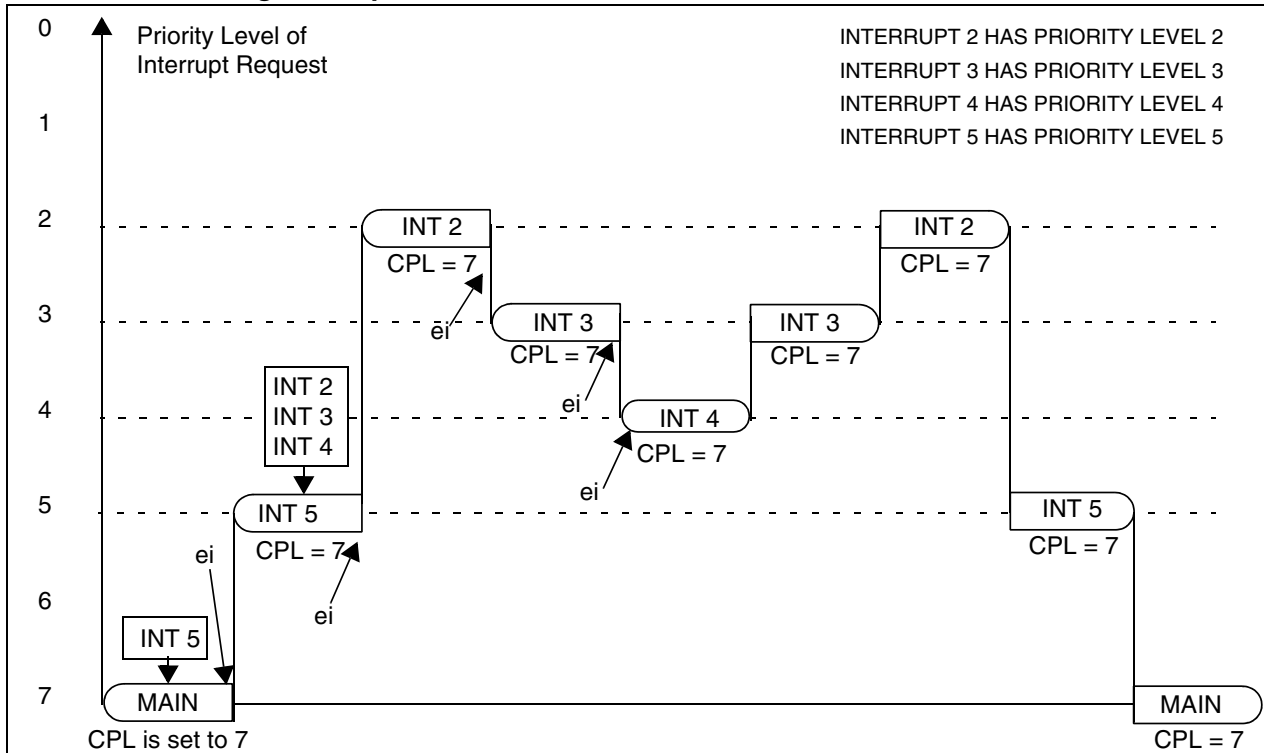 0
Priority Level of
Interrupt Request
INTERRUPT 2 HAS PRIORITY LEVEL 2
INTERRUPT 3 HAS PRIORITY LEVEL 3
INTERRUPT 4 HAS PRIORITY LEVEL 4
INTERRUPT 5 HAS PRIORITY LEVEL 5
1
2
INT 2
CPL = 7
INT 2
CPL = 7
ei
3
INT 3
CPL = 7
INT 3
CPL = 7
ei
INT 2
INT 3
INT 4
4
INT 4
CPL = 7
ei
5
INT 5
CPL = 7
INT 5
CPL = 7
ei
ei
6
INT 5
7
MAIN
CPL is set to 7
MAIN
CPL = 7